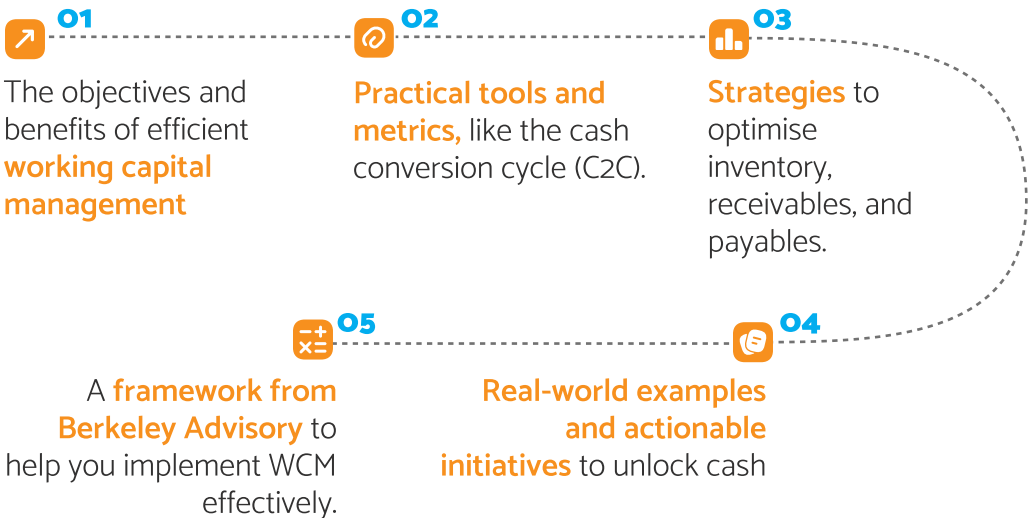 01
The objectives and
benefits of efficient
working capital
management
02
Practical tools and
metrics, like the cash
conversion cycle (C2C).
03
Strategies to
optimise
inventory,
receivables, and
payables.
04
Real-world examples
and actionable
initiatives to unlock cash
05
A framework from
Berkeley Advisory to
help you implement WCM
effectively.